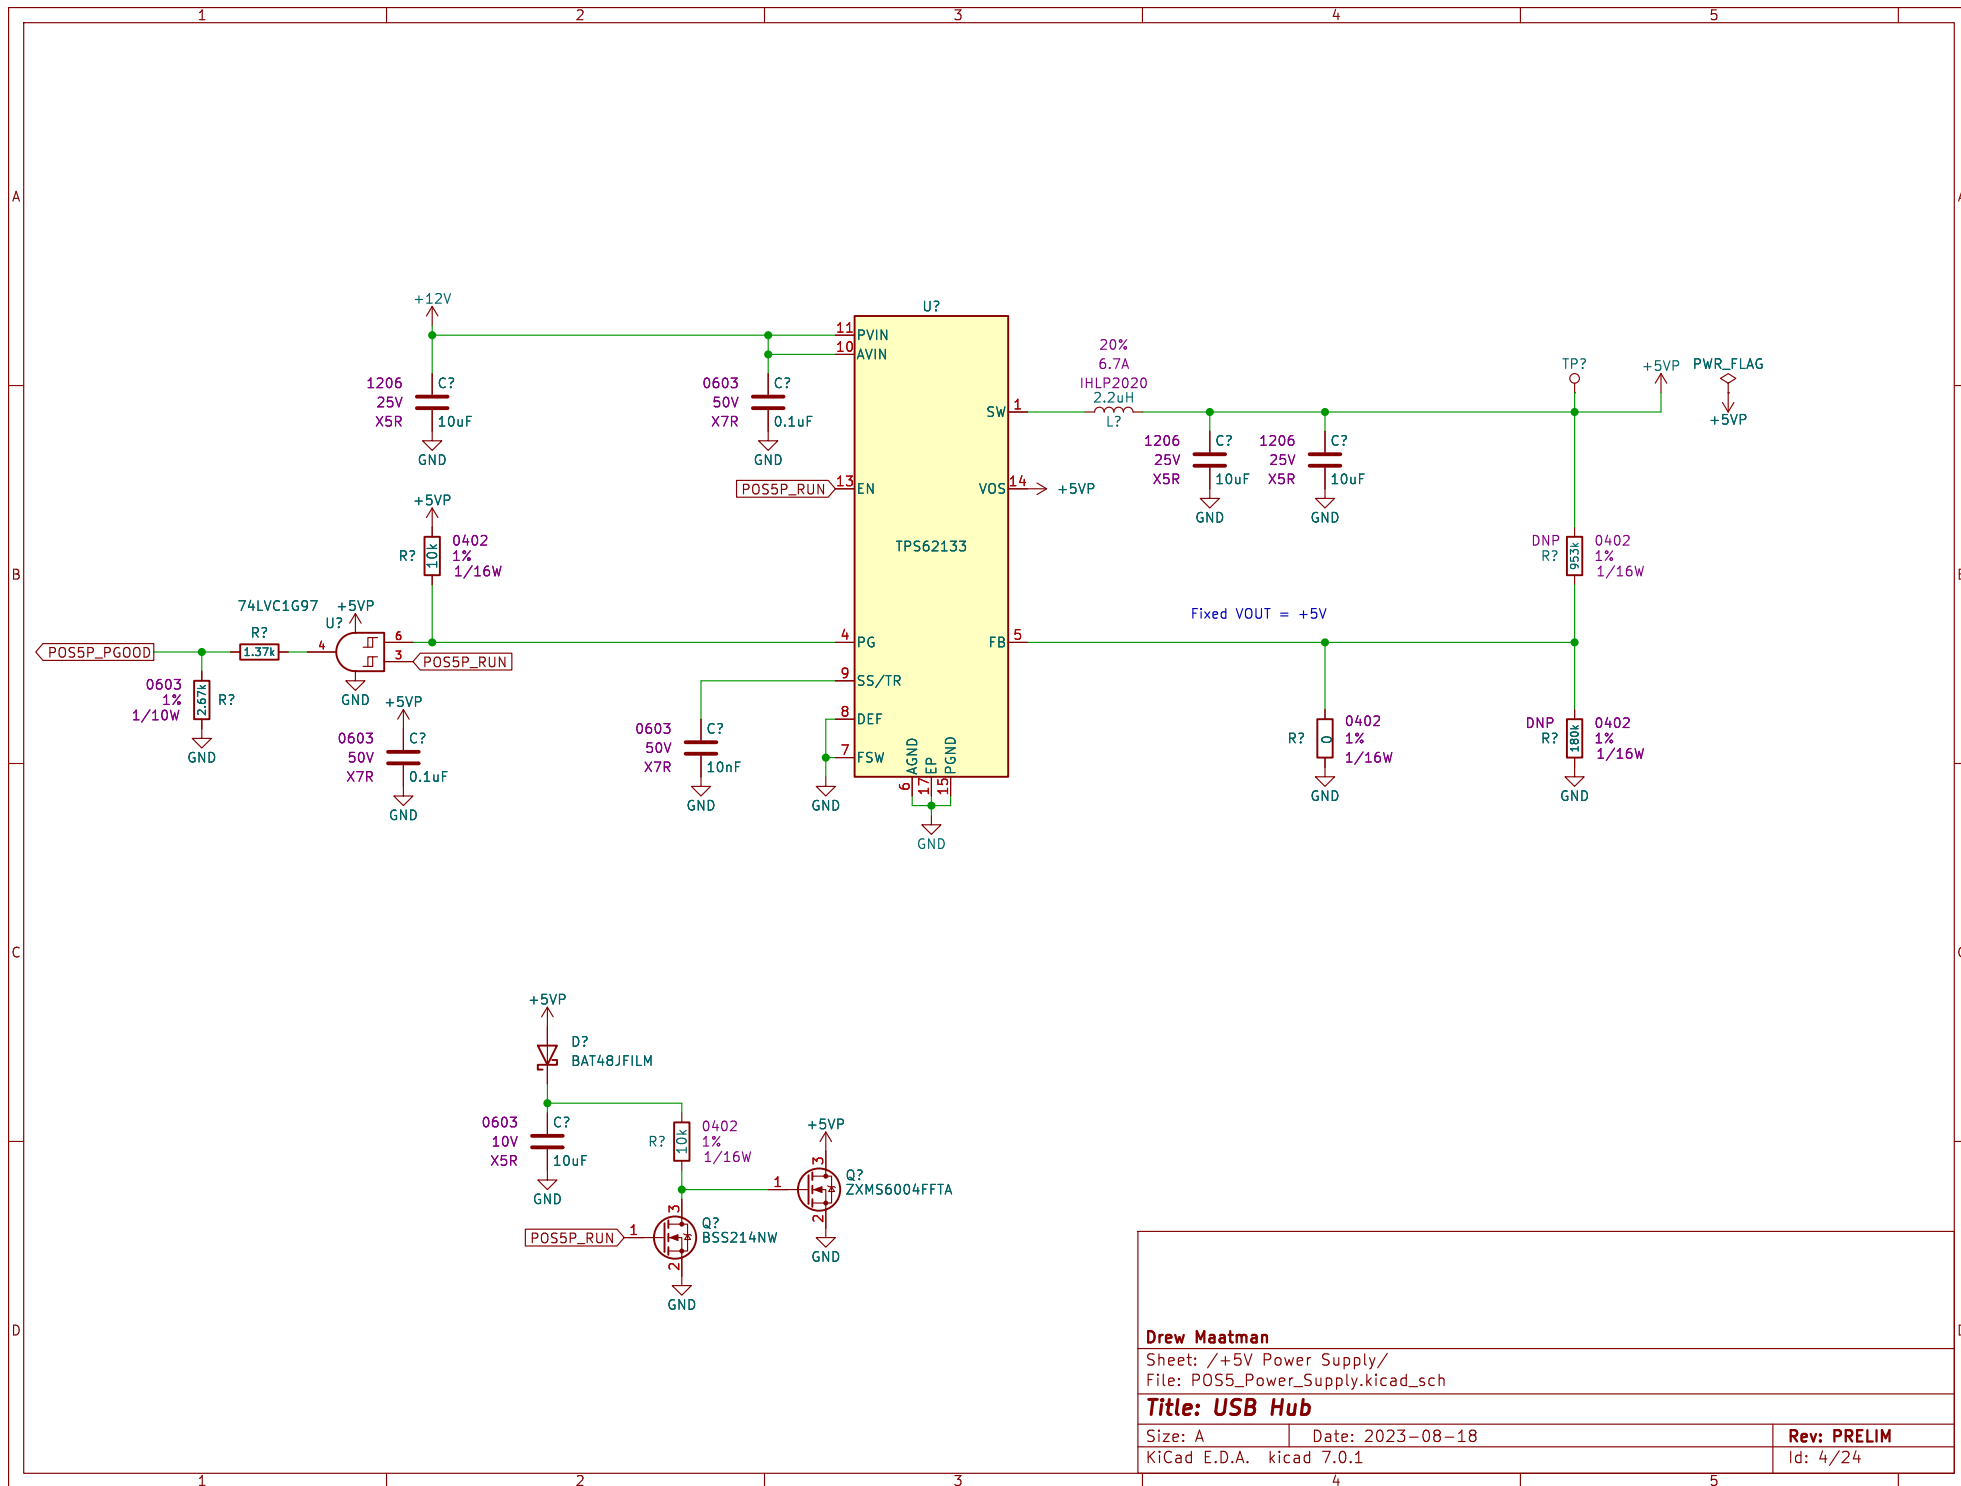 1 2 3 4 5
A
B
C
D
+12V
1206
25V
X5R
C?
10uF
GND
0603
50V
X7R
C?
0.1uF
GND
U?
11 PVIN
10 AVIN
SW 1
POS5P_RUN
13 EN
VOS 14
+5VP
TPS62133
4 PG
FB 5
9 SS/TR
8 DEF
7 FSW
AGND
EP
PGND
6
17
15
GND
20%
6.7A
IHLP2020
2.2uH
L?
1206
25V
X5R
C?
10uF
GND
1206
25V
X5R
C?
10uF
GND
TP?
+5VP
PWR_FLAG
+5VP
+5VP
R?
10k
0402
1%
1/16W
DNP
R?
953k
0402
1%
1/16W
Fixed VOUT = +5V
74LVC1G97
+5VP
U?
R?
1.37k
4
6
3
POS5P_PGOOD
POS5P_RUN
GND
0603
1%
1/10W
2.67k
R?
GND
+5VP
0603
50V
X7R
C?
0.1uF
GND
0603
50V
X7R
C?
10nF
GND
GND
R?
0
0402
1%
1/16W
GND
DNP
R?
180k
0402
1%
1/16W
GND
+5VP
D?
BAT48JFILM
0603
10V
X5R
C?
10uF
GND
R?
10k
0402
1%
1/16W
+5VP
1
3
2
Q?
ZXMS6004FFTA
GND
POS5P_RUN
1
3
2
Q?
BSS214NW
GND
Drew Maatman
Sheet: /+5V Power Supply/
File: POS5_Power_Supply.kicad_sch
Title: USB Hub
Size: A Date: 2023-08-18 Rev: PRELIM
KiCad E.D.A. kicad 7.0.1 Id: 4/24
1 2 3 4 5